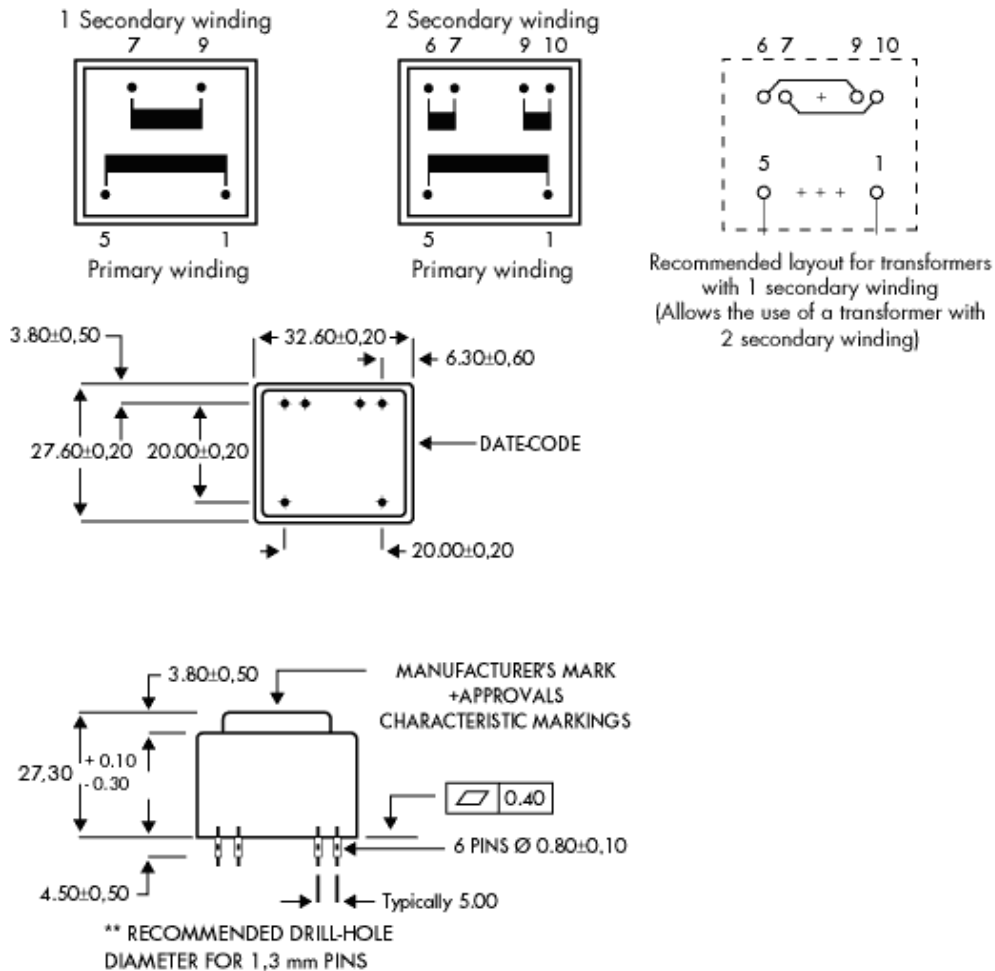 1 Secondary winding
7 9
5 1
Primary winding
2 Secondary winding
6 7 9 10
5 1
Primary winding
6 7 9 10
5 1
Recommended layout for transformers
with 1 secondary winding
(Allows the use of a transformer with
2 secondary winding)
3.80±0,50
32.60±0,20
6.30±0,60
27.60±0,20
20.00±0,20
DATE-CODE
20.00±0,20
3.80±0,50
MANUFACTURER'S MARK
+APPROVALS
CHARACTERISTIC MARKINGS
27,30 + 0.10
- 0.30
0.40
6 PINS Ø 0.80±0,10
4.50±0,50
Typically 5.00
** RECOMMENDED DRILL-HOLE
DIAMETER FOR 1,3 mm PINS